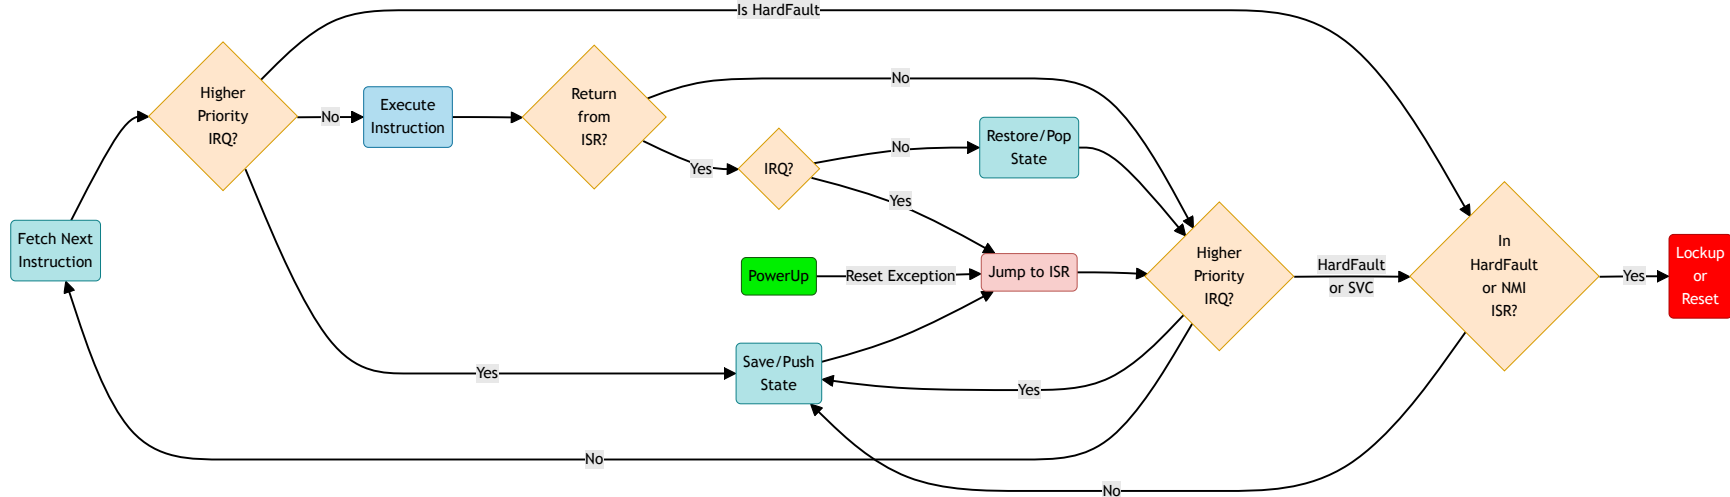 Is HardFault
Higher
Priority
IRQ?
No
Execute
Instruction
Return
from
ISR?
No
Yes
IRQ?
No
Restore/Pop
State
Yes
Fetch Next
Instruction
PowerUp
Reset Exception
Jump to ISR
Higher
Priority
IRQ?
HardFault
or SVC
In
HardFault
or NMI
ISR?
Yes
Lockup
or
Reset
Yes
Save/Push
State
Yes
No
No